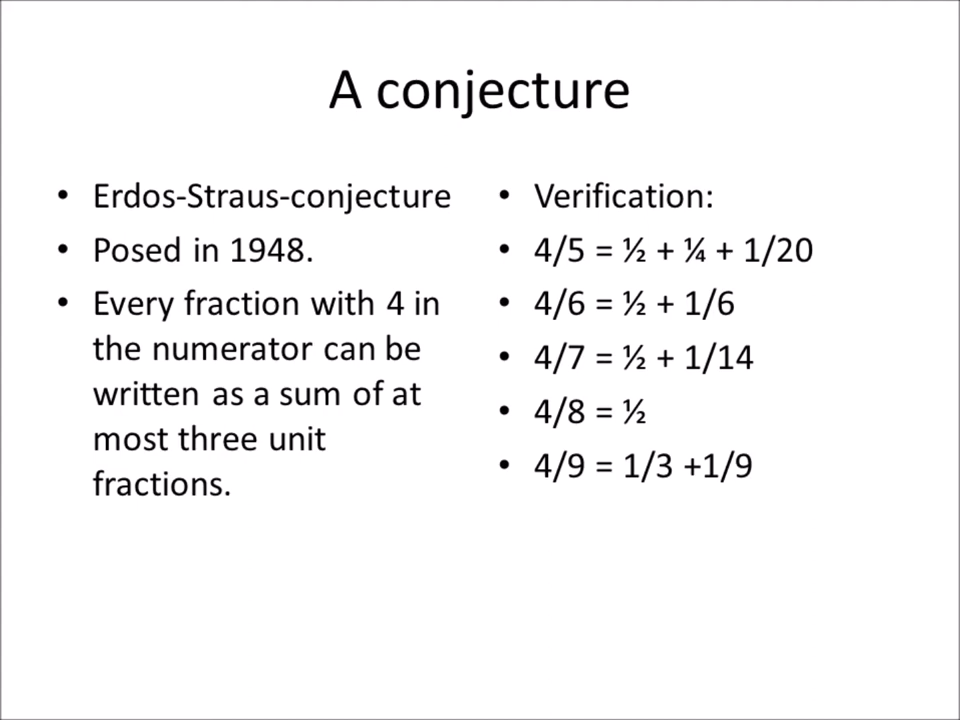 A conjecture
• Erdos-Straus-conjecture
• Posed in 1948.
• Every fraction with 4 in
the numerator can be
written as a sum of at
most three unit
fractions.
• Verification:
• 4/5 = ½ + ¼ + 1/20
• 4/6 = ½ + 1/6
• 4/7 = ½ + 1/14
• 4/8 = ½
• 4/9 = 1/3 +1/9